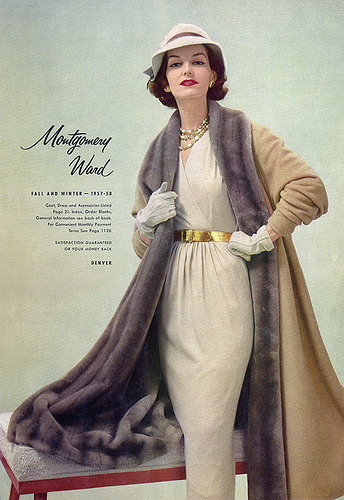 Montgomery
Ward
FALL AND WINTER — 1957-58
Coat, Dress and Accessories Listed
Page 21. Index, Order Blanks,
General Information see back of book.
For Convenient Monthly Payment
Terms See Page 1126
SATISFACTION GUARANTEED
OR YOUR MONEY BACK
DENVER